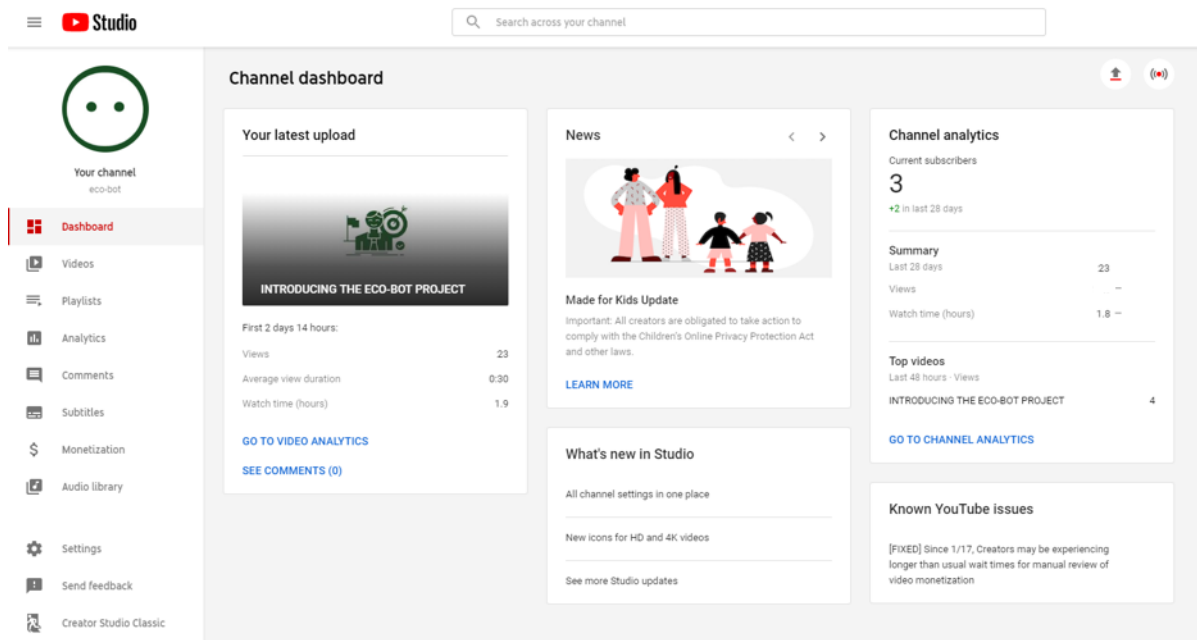 Studio
Search across your channel
Your channel
eco-bot
Dashboard
Videos
Playlists
Analytics
Comments
Subtitles
Monetization
Audio library
Settings
Send feedback
Creator Studio Classic
Channel dashboard
Your latest upload
INTRODUCING THE ECO-BOT PROJECT
First 2 days 14 hours:
Views 23
Average view duration 0:30
Watch time (hours) 1.9
GO TO VIDEO ANALYTICS
SEE COMMENTS (0)
News
Made for Kids Update
Important: All creators are obligated to take action to
comply with the Children's Online Privacy Protection Act
and other laws.
LEARN MORE
What's new in Studio
All channel settings in one place
New icons for HD and 4K videos
See more Studio updates
Channel analytics
Current subscribers
3
+2 in last 28 days
Summary
Last 28 days 23
Views —
Watch time (hours) 1.8 —
Top videos
Last 48 hours · Views
INTRODUCING THE ECO-BOT PROJECT 4
GO TO CHANNEL ANALYTICS
Known YouTube issues
[FIXED] Since 1/17, Creators may be experiencing
longer than usual wait times for manual review of
video monetization